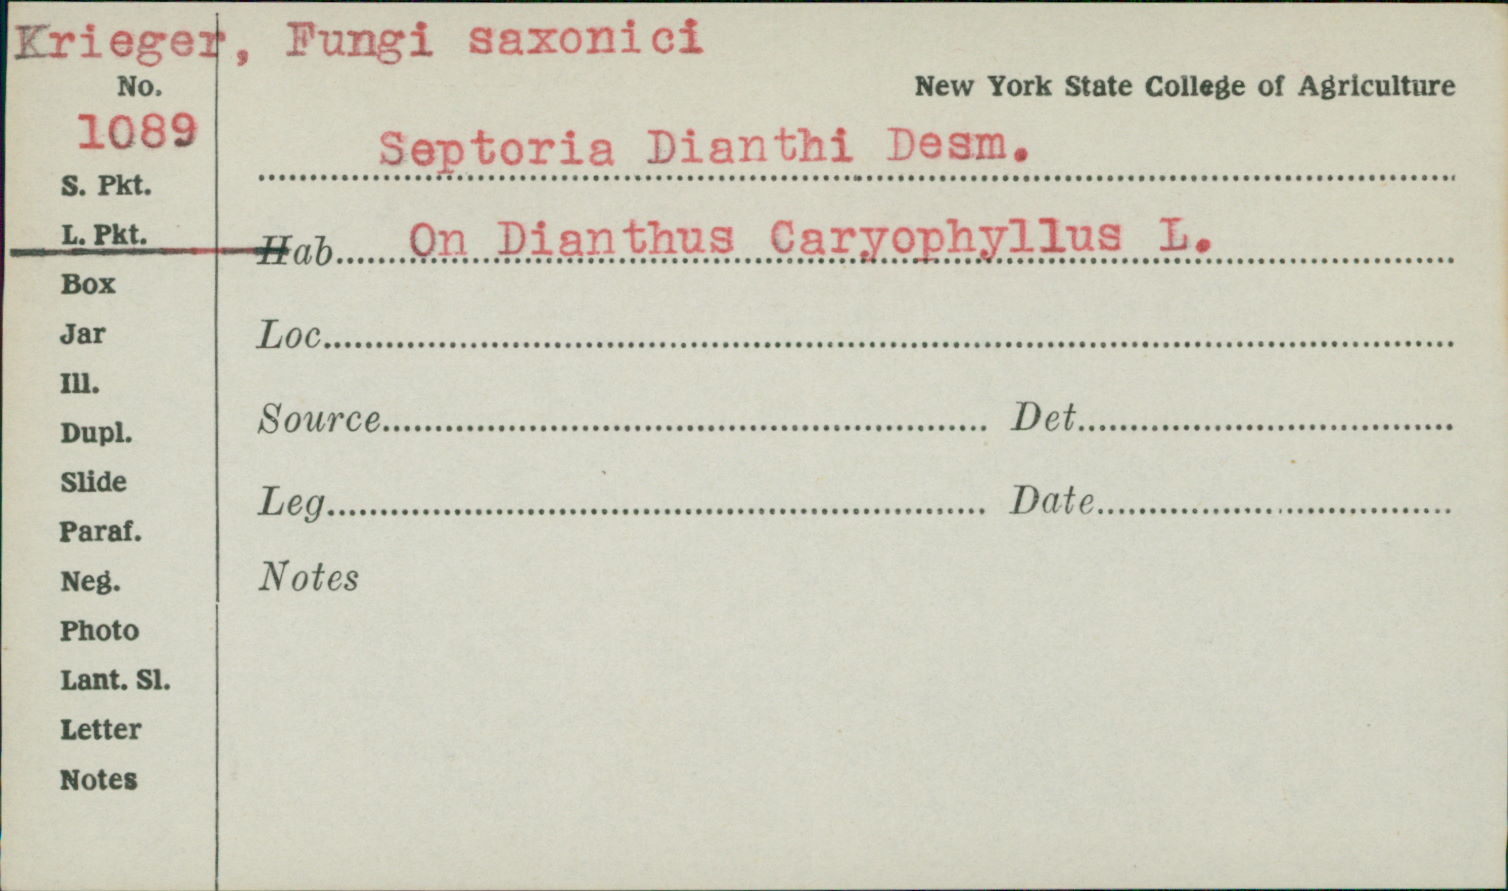 Krieger, Fungi saxonici
No.
New York State College of Agriculture
1089
Septoria Dianthi Desm.
S. Pkt.
L. Pkt.
Hab. On Dianthus Caryophyllus L.
Box
Loc.
Jar
Ill.
Source Det.
Dupl.
Slide
Leg. Date
Paraf.
Neg.
Notes
Photo
Lant. Sl.
Letter
Notes